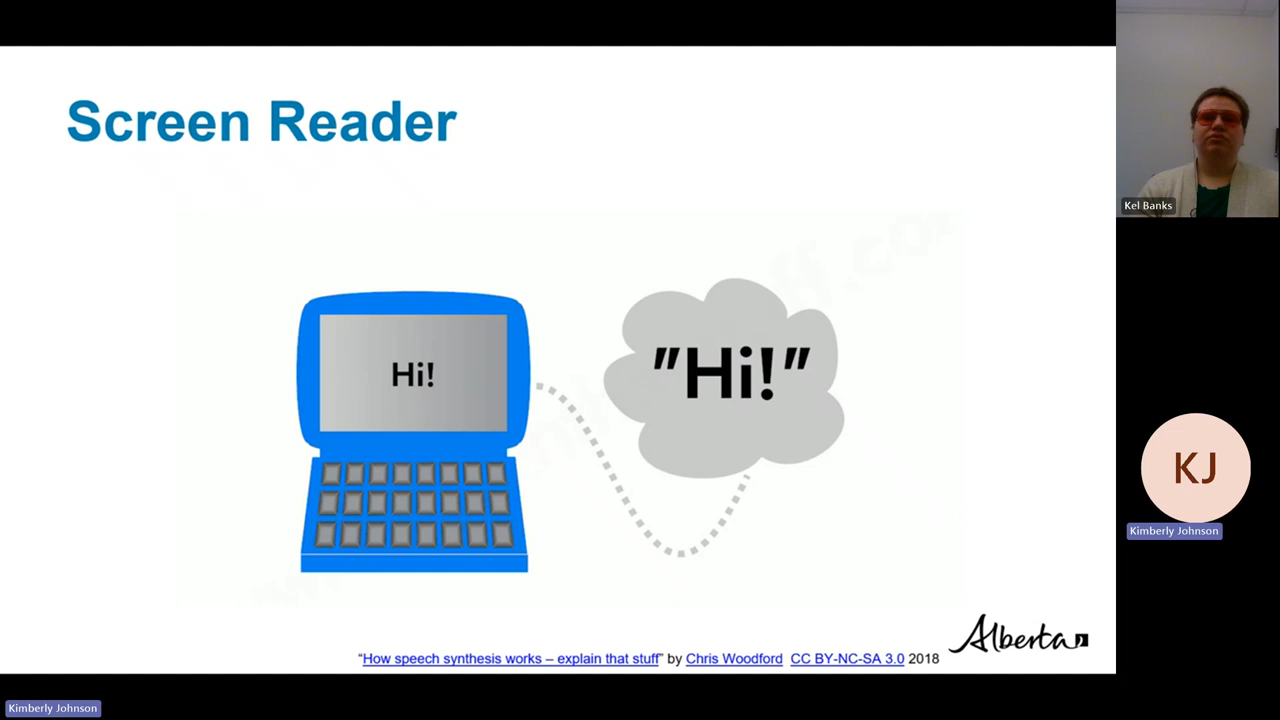 Screen Reader
Hi!
"Hi!"
“How speech synthesis works – explain that stuff” by Chris Woodford CC BY-NC-SA 3.0 2018
Alberta
Kel Banks
KJ
Kimberly Johnson
Kimberly Johnson